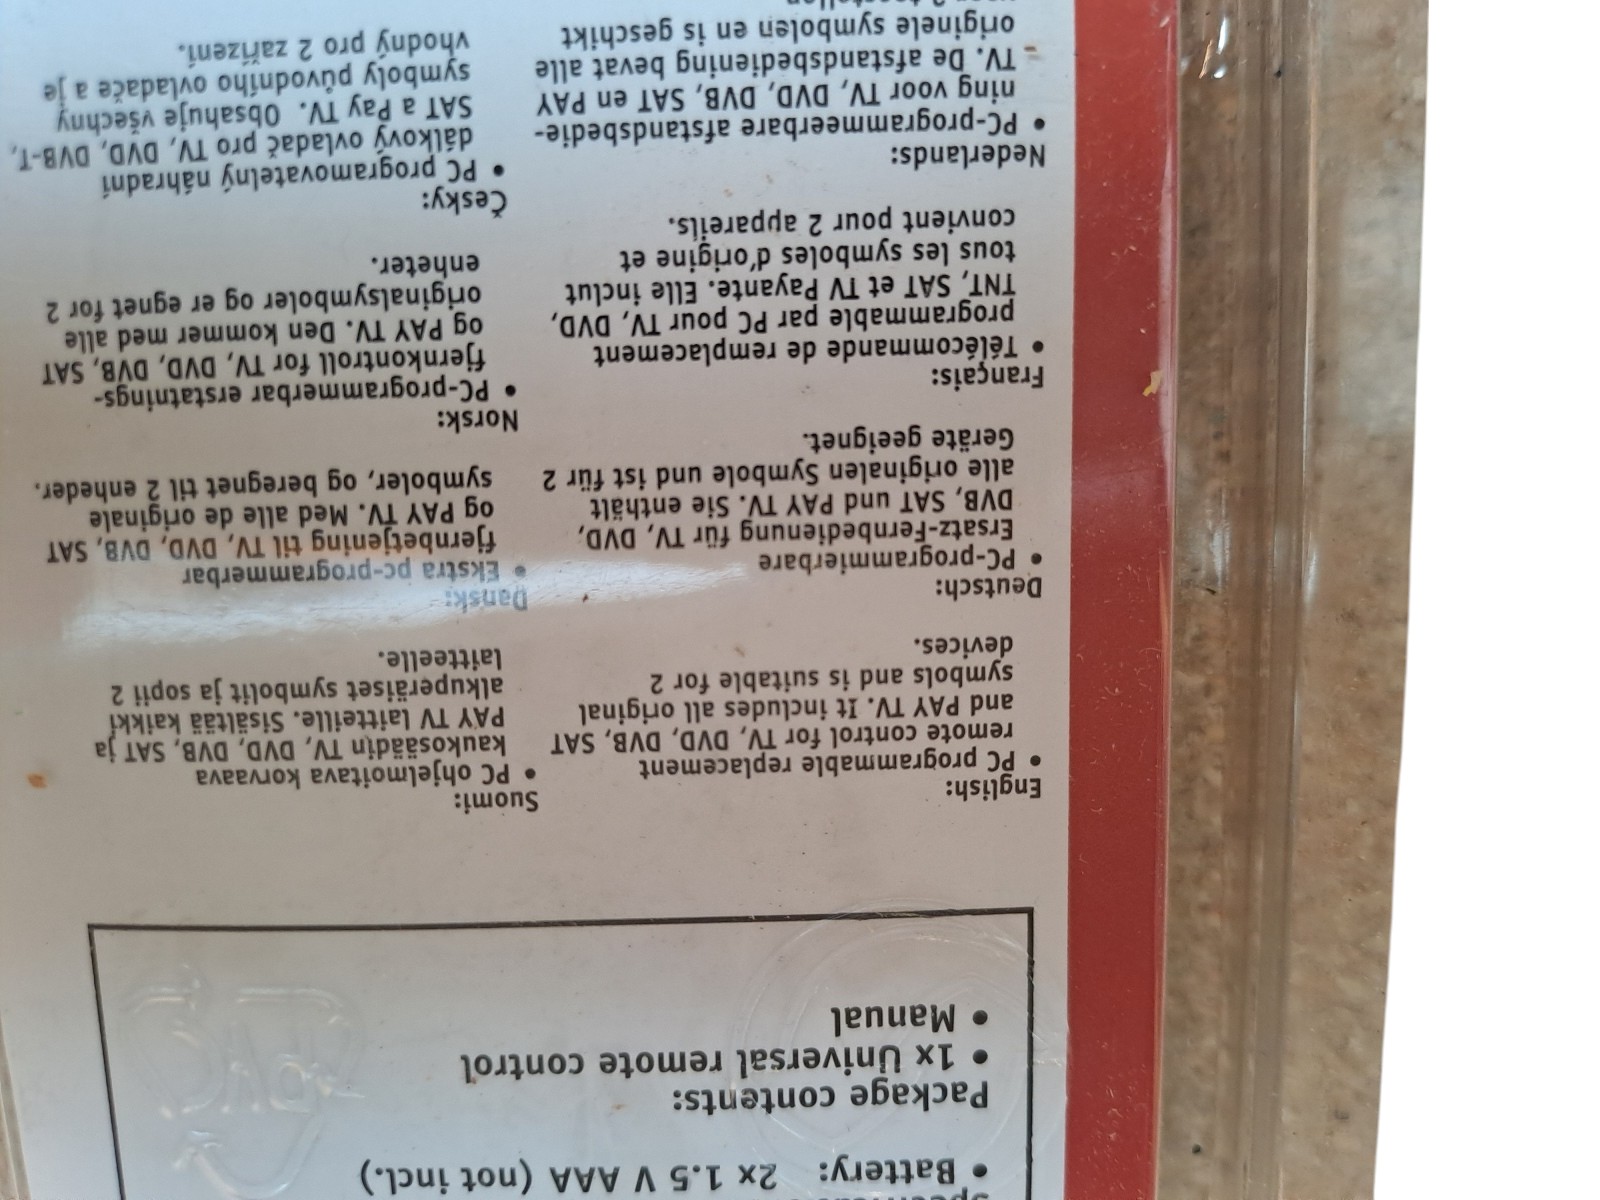 • Battery: 2x 1.5 V AAA (not incl.)
Package contents:
• 1x Universal remote control
• Manual
PVC
English:
• PC programmable replacement
remote control for TV, DVD, DVB, SAT
and PAY TV. It includes all original
symbols and is suitable for 2
devices.
Deutsch:
• PC-programmierbare
Ersatz-Fernbedienung für TV, DVD,
DVB, SAT und PAY TV. Sie enthält
alle originalen Symbole und ist für 2
Geräte geeignet.
Français:
• Télécommande de remplacement
programmable par PC pour TV, DVD,
TNT, SAT et TV Payante. Elle inclut
tous les symboles d'origine et
convient pour 2 appareils.
Nederlands:
• PC-programmeerbare afstandsbedie-
ning voor TV, DVD, DVB, SAT en PAY
TV. De afstandsbediening bevat alle
originele symbolen en is geschikt
Suomi:
• PC ohjelmoitava korvaava
kaukosäädin TV, DVD, DVB, SAT ja
PAY TV laitteille. Sisältää kaikki
alkuperäiset symbolit ja sopii 2
laitteelle.
Dansk:
• Ekstra pc-programmerbar
fjernbetjening til TV, DVD, DVB, SAT
og PAY TV. Med alle de originale
symboler, og beregnet til 2 enheder.
Norsk:
• PC-programmerbar erstatnings-
fjernkontroll for TV, DVD, DVB, SAT
og PAY TV. Den kommer med alle
originalsymboler og er egnet for 2
enheter.
Česky:
• PC programovatelný náhradní
dálkový ovladač pro TV, DVD, DVB-T,
SAT a Pay TV. Obsahuje všechny
symboly původního ovladače a je
vhodný pro 2 zařízení.